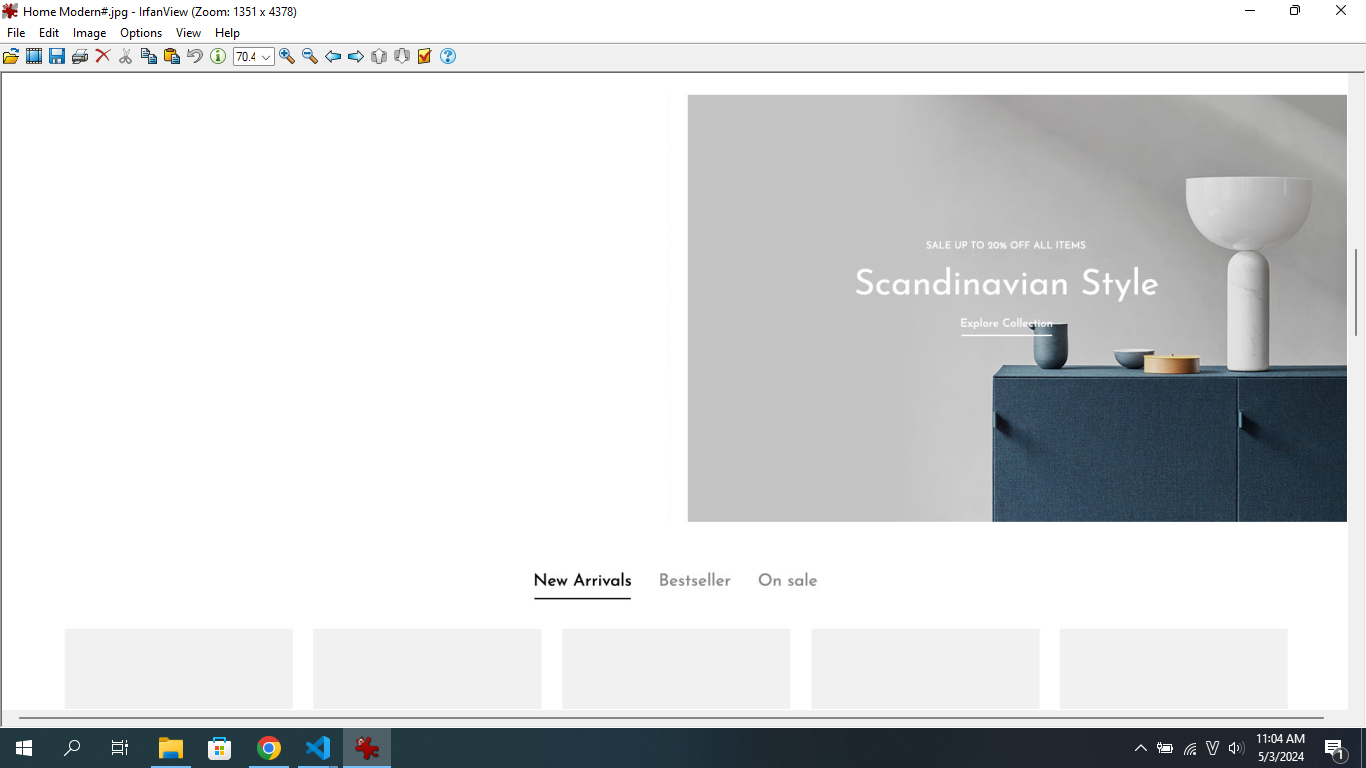 Home Modern#.jpg - IrfanView (Zoom: 1351 x 4378)
File Edit Image Options View Help
70.4
SALE UP TO 20% OFF ALL ITEMS
Scandinavian Style
Explore Collection
New Arrivals Bestseller On sale
11:04 AM
5/3/2024
1